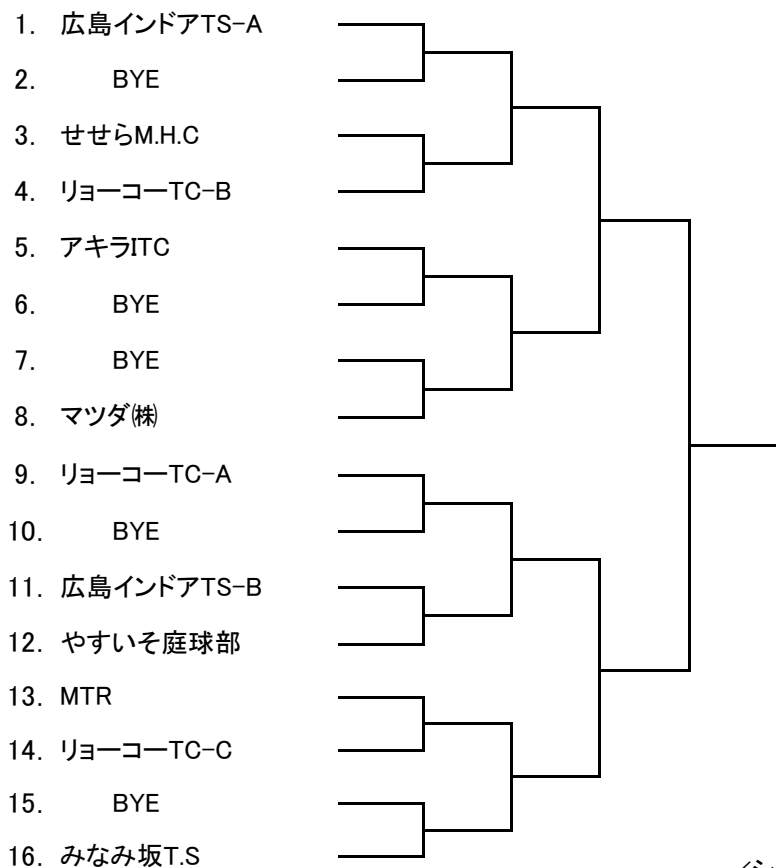 1. 広島インドアTS-A
2. BYE
3. せせらM.H.C
4. リョーコーTC-B
5. アキラITC
6. BYE
7. BYE
8. マツダ㈱
9. リョーコーTC-A
10. BYE
11. 広島インドアTS-B
12. やすいそ庭球部
13. MTR
14. リョーコーTC-C
15. BYE
16. みなみ坂T.S